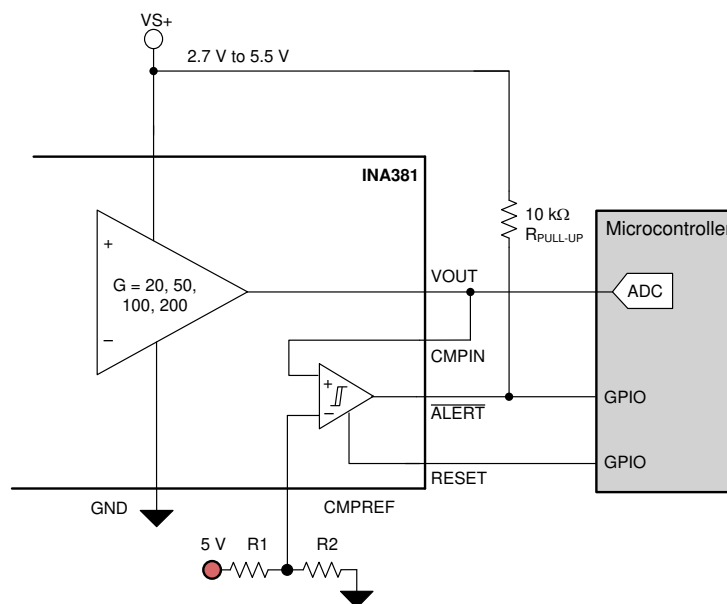 VS+
2.7 V to 5.5 V
INA381
10 kΩ
RPULL-UP
Microcontroller
+
G = 20, 50,
100, 200
−
VOUT
ADC
CMPIN
+
−
ALERT
GPIO
RESET
GPIO
GND
CMPREF
5 V
R1
R2